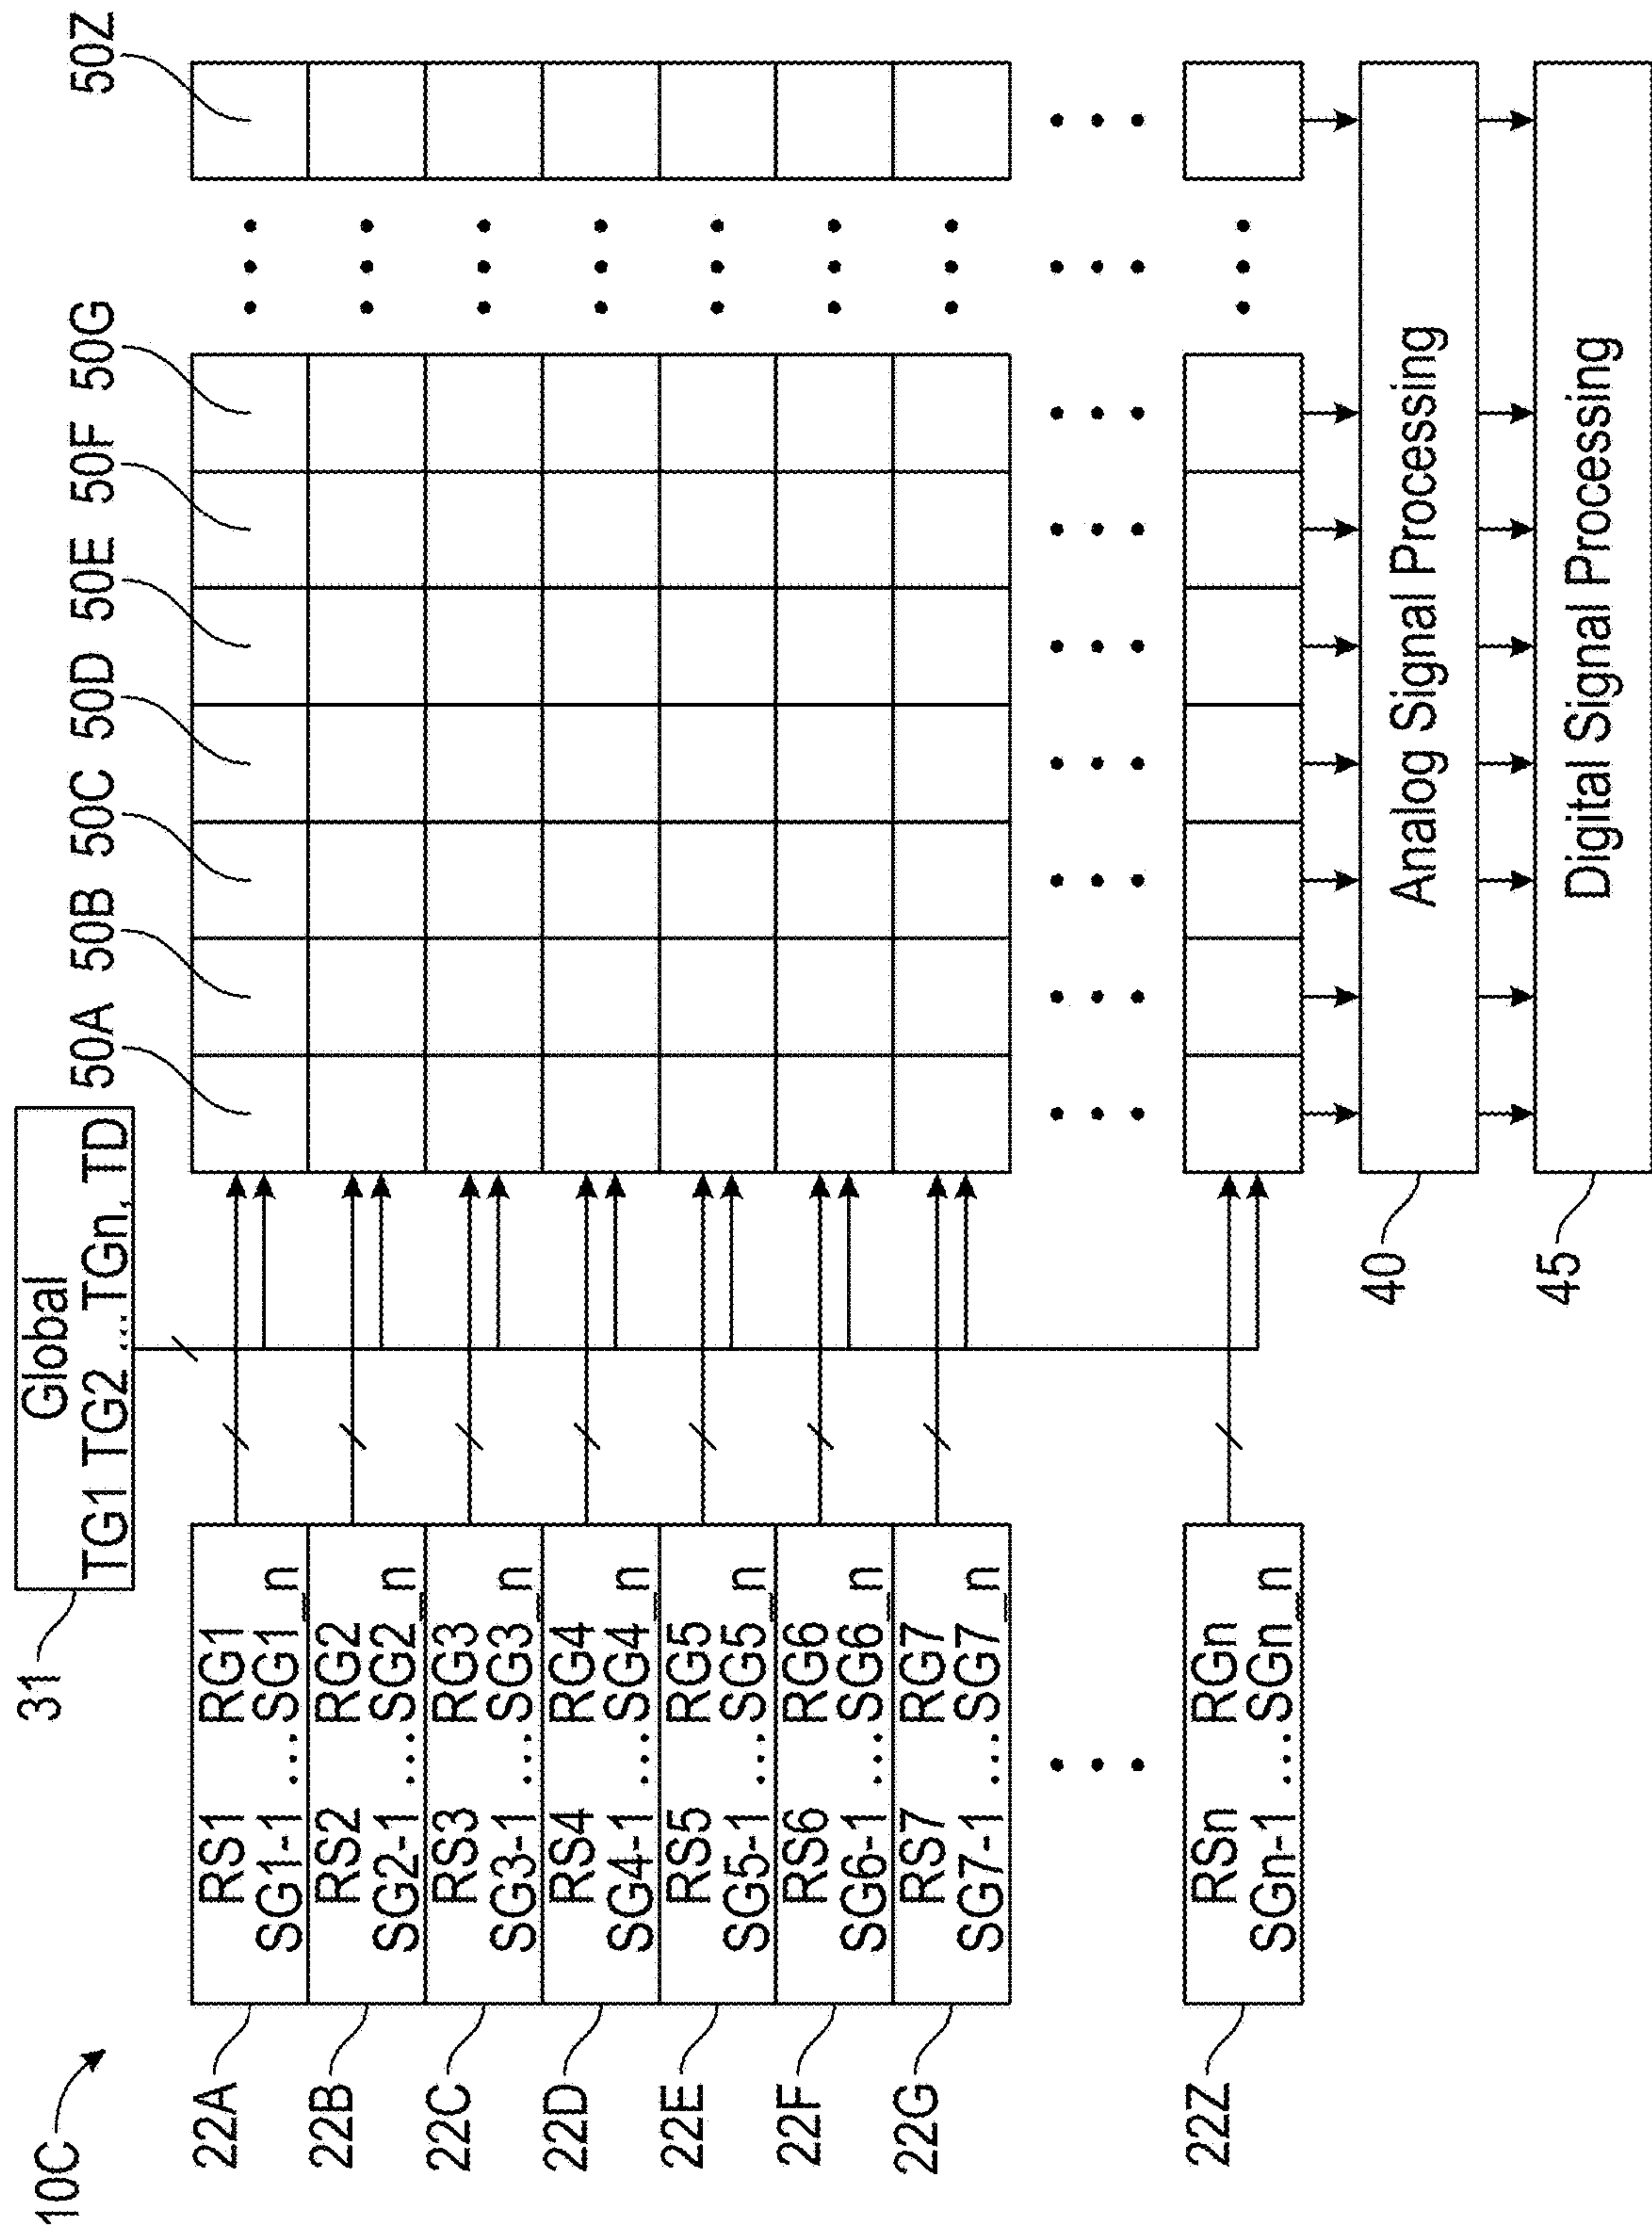 10C
31
Global
TG1 TG2 ....TGn, TD
50A 50B 50C 50D 50E 50F 50G 50Z
22A
RS1 RG1
SG1-1 ...SG1_n
22B
RS2 RG2
SG2-1 ...SG2_n
22C
RS3 RG3
SG3-1 ...SG3_n
22D
RS4 RG4
SG4-1 ...SG4_n
22E
RS5 RG5
SG5-1 ...SG5_n
22F
RS6 RG6
SG6-1 ...SG6_n
22G
RS7 RG7
SG7-1 ...SG7_n
22Z
RSn RGn
SGn-1 ...SGn_n
40
Analog Signal Processing
45
Digital Signal Processing